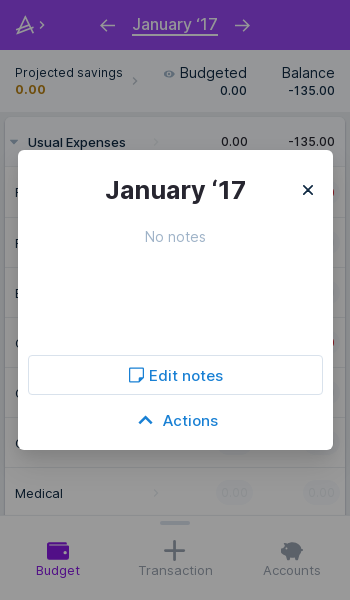 January ‘17
Projected savings
0.00
Budgeted
0.00
Balance
-135.00
Usual Expenses
0.00
-135.00
January ‘17
No notes
Edit notes
Actions
Medical
0.00
0.00
Budget
Transaction
Accounts